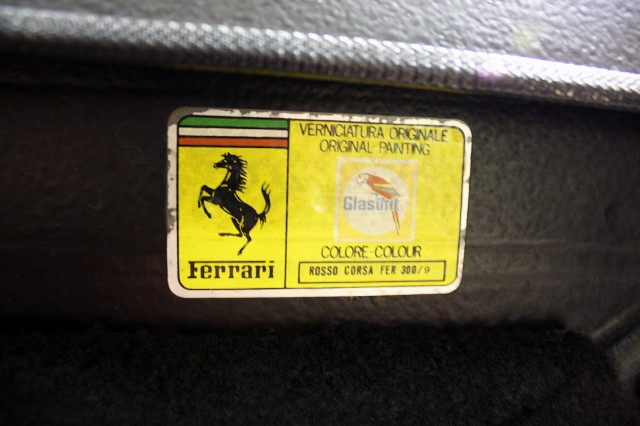 Ferrari
VERNICIATURA ORIGINALE
ORIGINAL PAINTING
Glasurit
COLORE-COLOUR
ROSSO CORSA FER 300/9